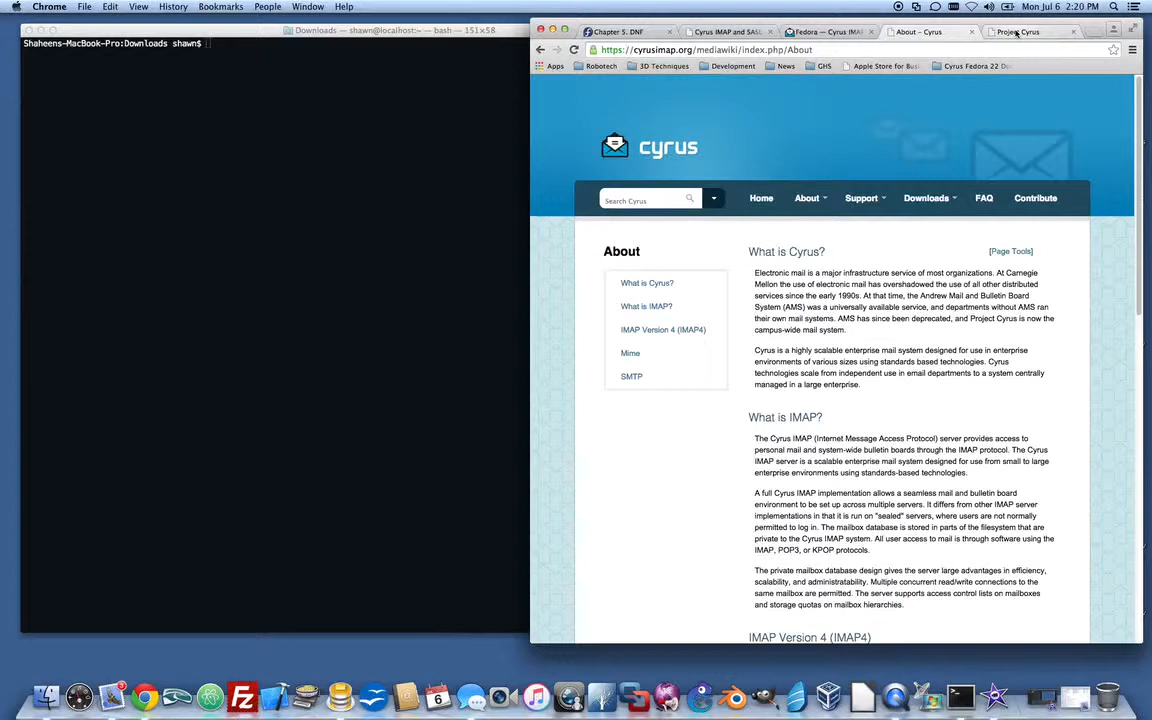 Chrome File Edit View History Bookmarks People Window Help
Mon Jul 6 2:20 PM
Downloads — shawn@localhost:~ — bash — 151×58
Shaheens-MacBook-Pro:Downloads shawn$
Chapter 5. DNF
Cyrus IMAP and SASL
Fedora — Cyrus IMA
About – Cyrus
Project Cyrus
https://cyrusimap.org/mediawiki/index.php/About
Apps Robotech 3D Techniques Development News GHS Apple Store for Bus Cyrus Fedora 22 Do
cyrus
Search Cyrus
Home About Support Downloads FAQ Contribute
About
What is Cyrus?
What is IMAP?
IMAP Version 4 (IMAP4)
Mime
SMTP
What is Cyrus?
[Page Tools]
Electronic mail is a major infrastructure service of most organizations. At Carnegie
Mellon the use of electronic mail has overshadowed the use of all other distributed
services since the early 1990s. At that time, the Andrew Mail and Bulletin Board
System (AMS) was a universally available service, and departments without AMS ran
their own mail systems. AMS has since been deprecated, and Project Cyrus is now the
campus-wide mail system.
Cyrus is a highly scalable enterprise mail system designed for use in enterprise
environments of various sizes using standards based technologies. Cyrus
technologies scale from independent use in email departments to a system centrally
managed in a large enterprise.
What is IMAP?
The Cyrus IMAP (Internet Message Access Protocol) server provides access to
personal mail and system-wide bulletin boards through the IMAP protocol. The Cyrus
IMAP server is a scalable enterprise mail system designed for use from small to large
enterprise environments using standards-based technologies.
A full Cyrus IMAP implementation allows a seamless mail and bulletin board
environment to be set up across multiple servers. It differs from other IMAP server
implementations in that it is run on "sealed" servers, where users are not normally
permitted to log in. The mailbox database is stored in parts of the filesystem that are
private to the Cyrus IMAP system. All user access to mail is through software using the
IMAP, POP3, or KPOP protocols.
The private mailbox database design gives the server large advantages in efficiency,
scalability, and administratability. Multiple concurrent read/write connections to the
same mailbox are permitted. The server supports access control lists on mailboxes
and storage quotas on mailbox hierarchies.
IMAP Version 4 (IMAP4)